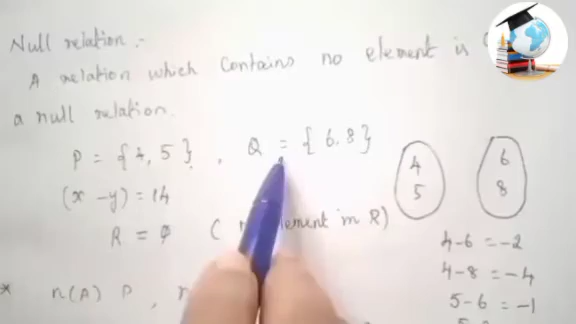 Null relation :-
A relation which contains no element is
a null relation.
P = {4, 5} , Q = {6, 8}
(x - y) = 14
R = φ ( element in R)
4
5
6
8
4-6 = -2
4-8 = -4
5-6 = -1
* n(A) P ,